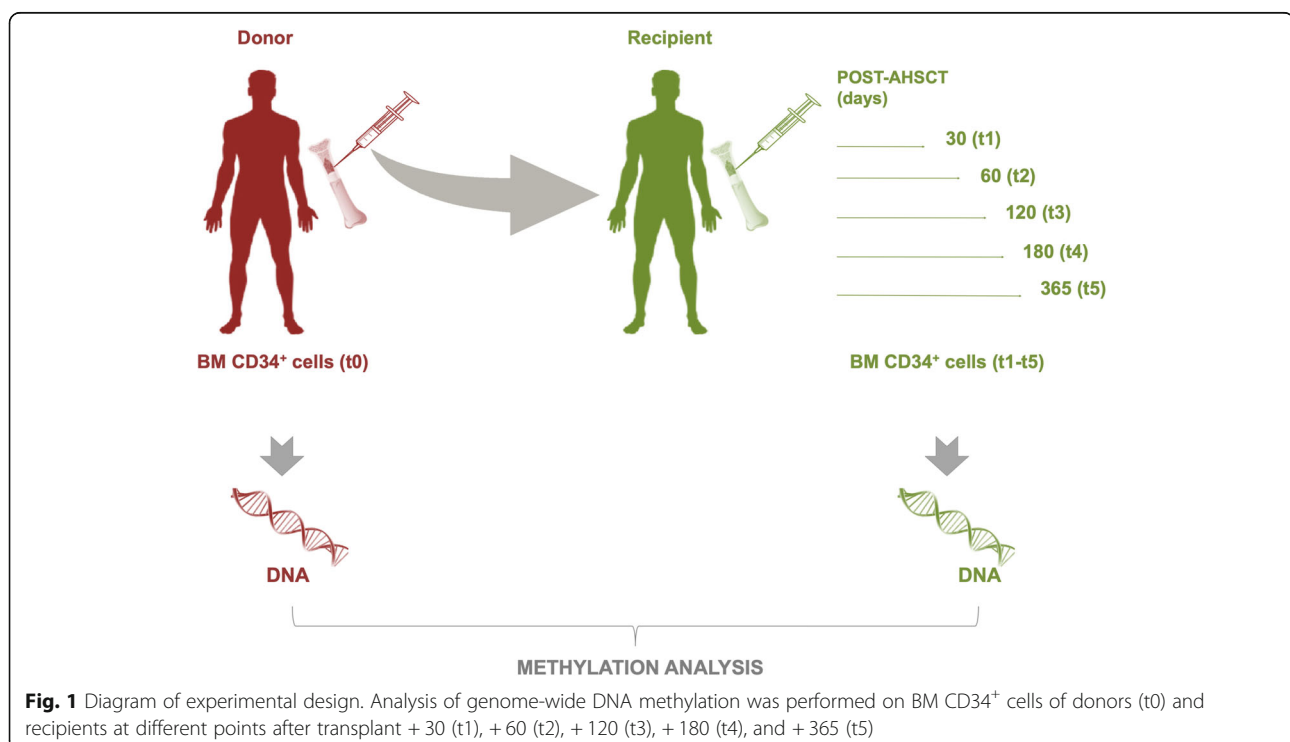 Donor
Recipient
POST-AHSCT
(days)
30 (t1)
60 (t2)
120 (t3)
180 (t4)
365 (t5)
BM CD34⁺ cells (t0)
BM CD34⁺ cells (t1-t5)
DNA
DNA
METHYLATION ANALYSIS
Fig. 1 Diagram of experimental design. Analysis of genome-wide DNA methylation was performed on BM CD34⁺ cells of donors (t0) and
recipients at different points after transplant + 30 (t1), + 60 (t2), + 120 (t3), + 180 (t4), and + 365 (t5)